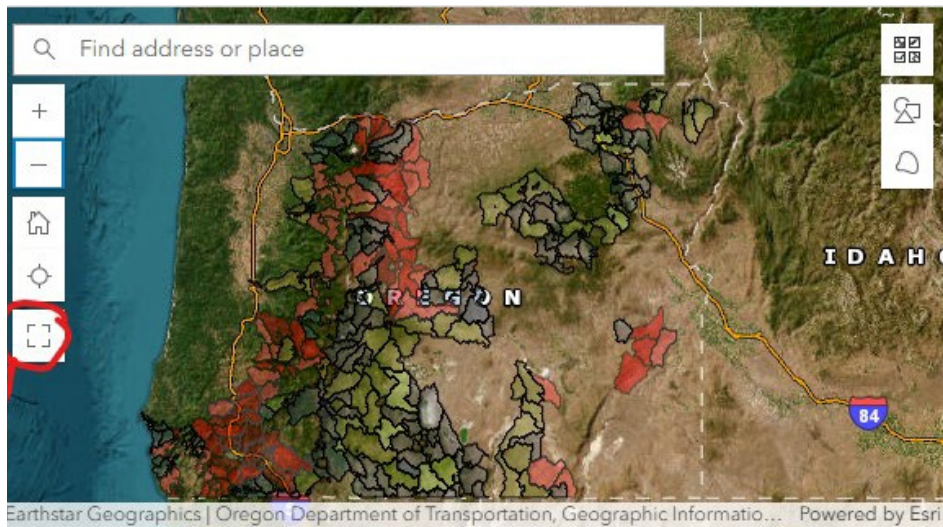 Find address or place
IDAHO
OREGON
84
Earthstar Geographics | Oregon Department of Transportation, Geographic Informatio... Powered by Esri